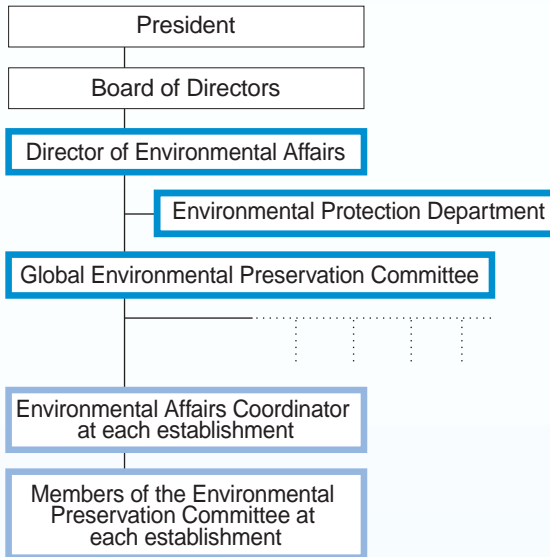 President
Board of Directors
Director of Environmental Affairs
Environmental Protection Department
Global Environmental Preservation Committee
Environmental Affairs Coordinator
at each establishment
Members of the Environmental
Preservation Committee at
each establishment